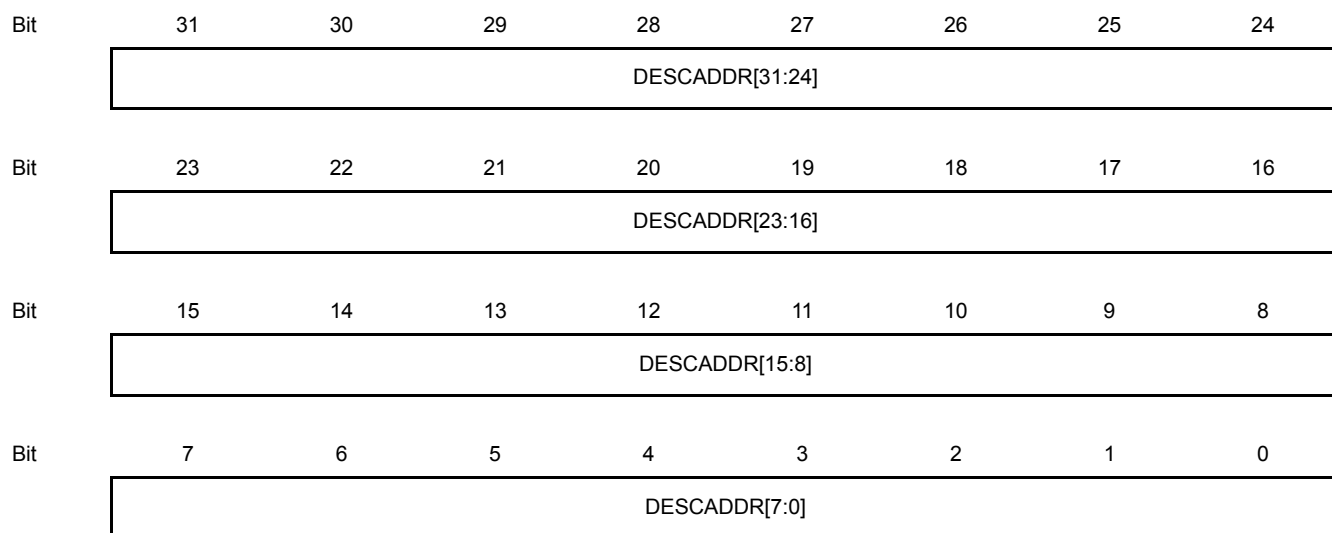 Bit 31 30 29 28 27 26 25 24
DESCADDR[31:24]
Bit 23 22 21 20 19 18 17 16
DESCADDR[23:16]
Bit 15 14 13 12 11 10 9 8
DESCADDR[15:8]
Bit 7 6 5 4 3 2 1 0
DESCADDR[7:0]